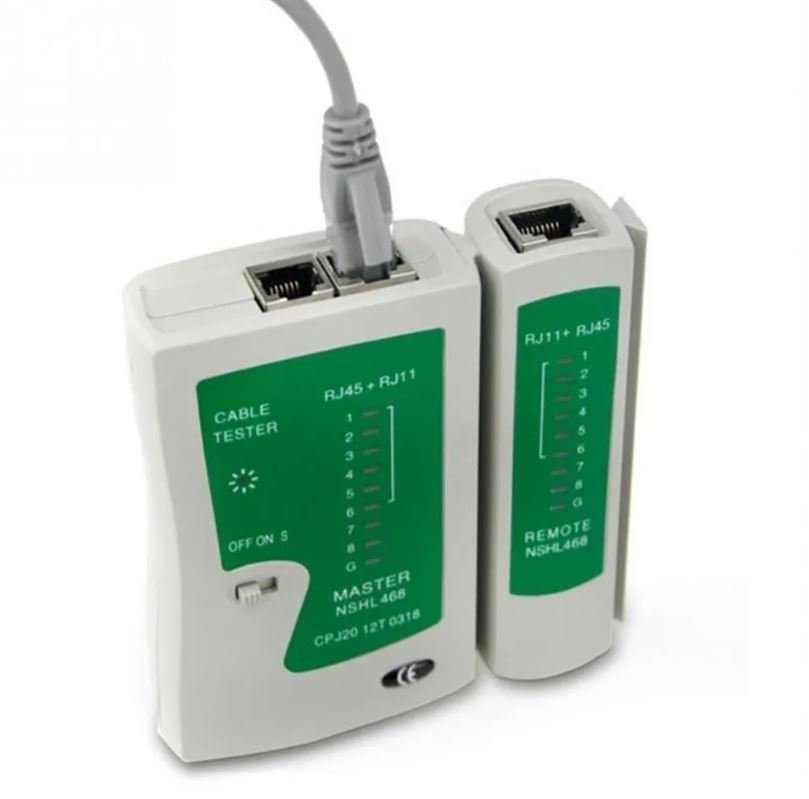 RJ45 + RJ11
CABLE
TESTER
1
2
3
4
5
6
7
8
G
OFF ON S
MASTER
NSHL468
CPJ20 12T 0318
CE
RJ11+ RJ45
1
2
3
4
5
6
7
8
G
REMOTE
NSHL468